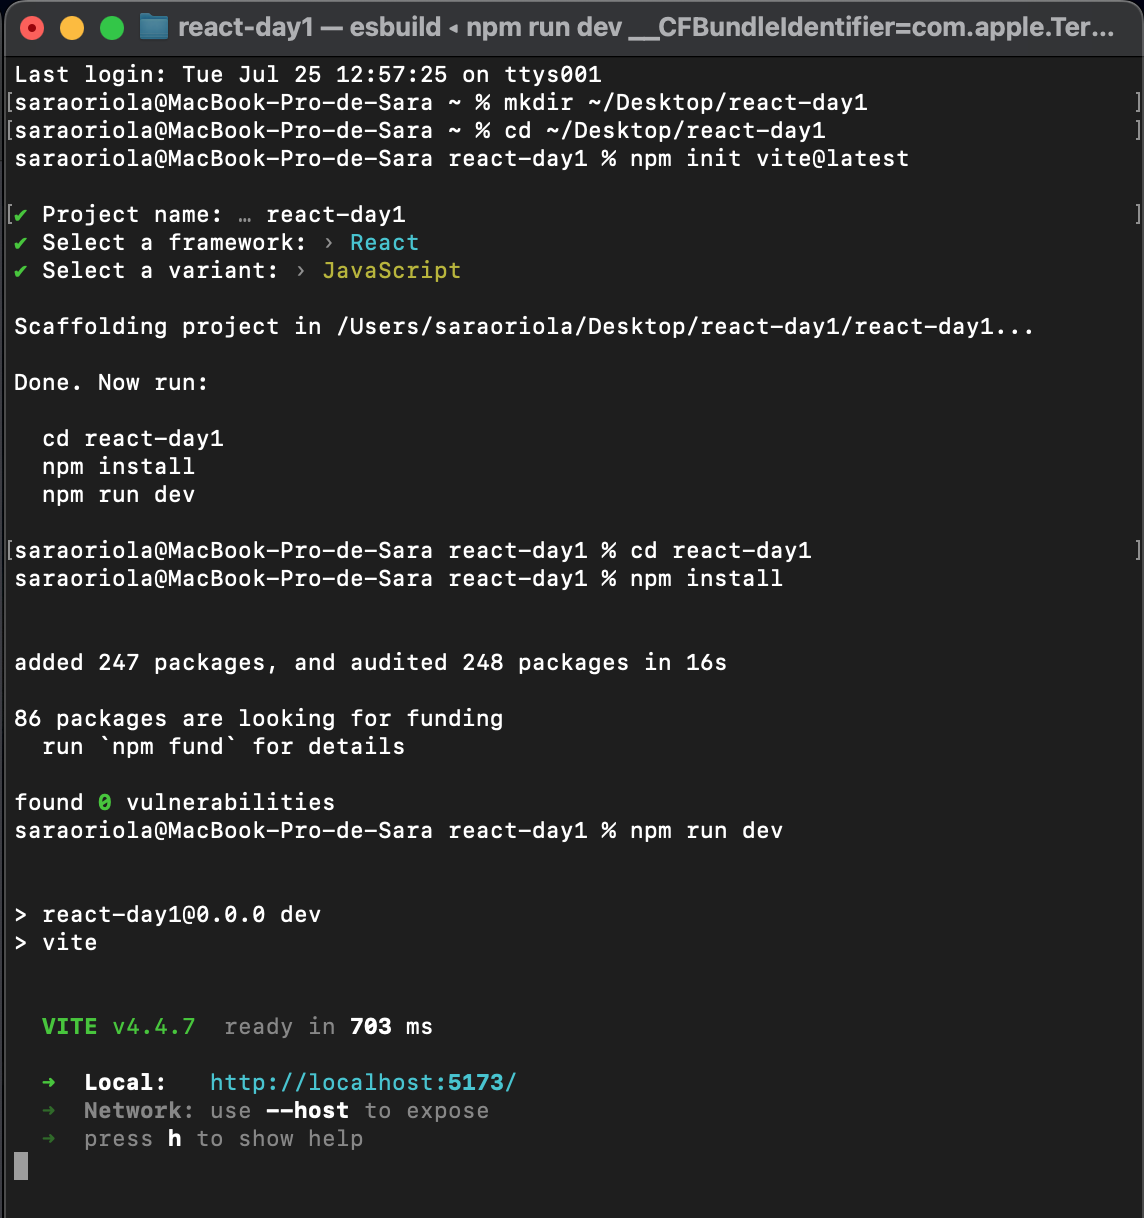 react-day1 — esbuild ◂ npm run dev __CFBundleIdentifier=com.apple.Ter...
Last login: Tue Jul 25 12:57:25 on ttys001
[saraoriola@MacBook-Pro-de-Sara ~ % mkdir ~/Desktop/react-day1 ]
[saraoriola@MacBook-Pro-de-Sara ~ % cd ~/Desktop/react-day1 ]
saraoriola@MacBook-Pro-de-Sara react-day1 % npm init vite@latest
[✔ Project name: … react-day1 ]
✔ Select a framework: › React
✔ Select a variant: › JavaScript
Scaffolding project in /Users/saraoriola/Desktop/react-day1/react-day1...
Done. Now run:
cd react-day1
npm install
npm run dev
[saraoriola@MacBook-Pro-de-Sara react-day1 % cd react-day1 ]
saraoriola@MacBook-Pro-de-Sara react-day1 % npm install
added 247 packages, and audited 248 packages in 16s
86 packages are looking for funding
run `npm fund` for details
found 0 vulnerabilities
saraoriola@MacBook-Pro-de-Sara react-day1 % npm run dev
> react-day1@0.0.0 dev
> vite
VITE v4.4.7 ready in 703 ms
➜ Local: http://localhost:5173/
➜ Network: use --host to expose
➜ press h to show help